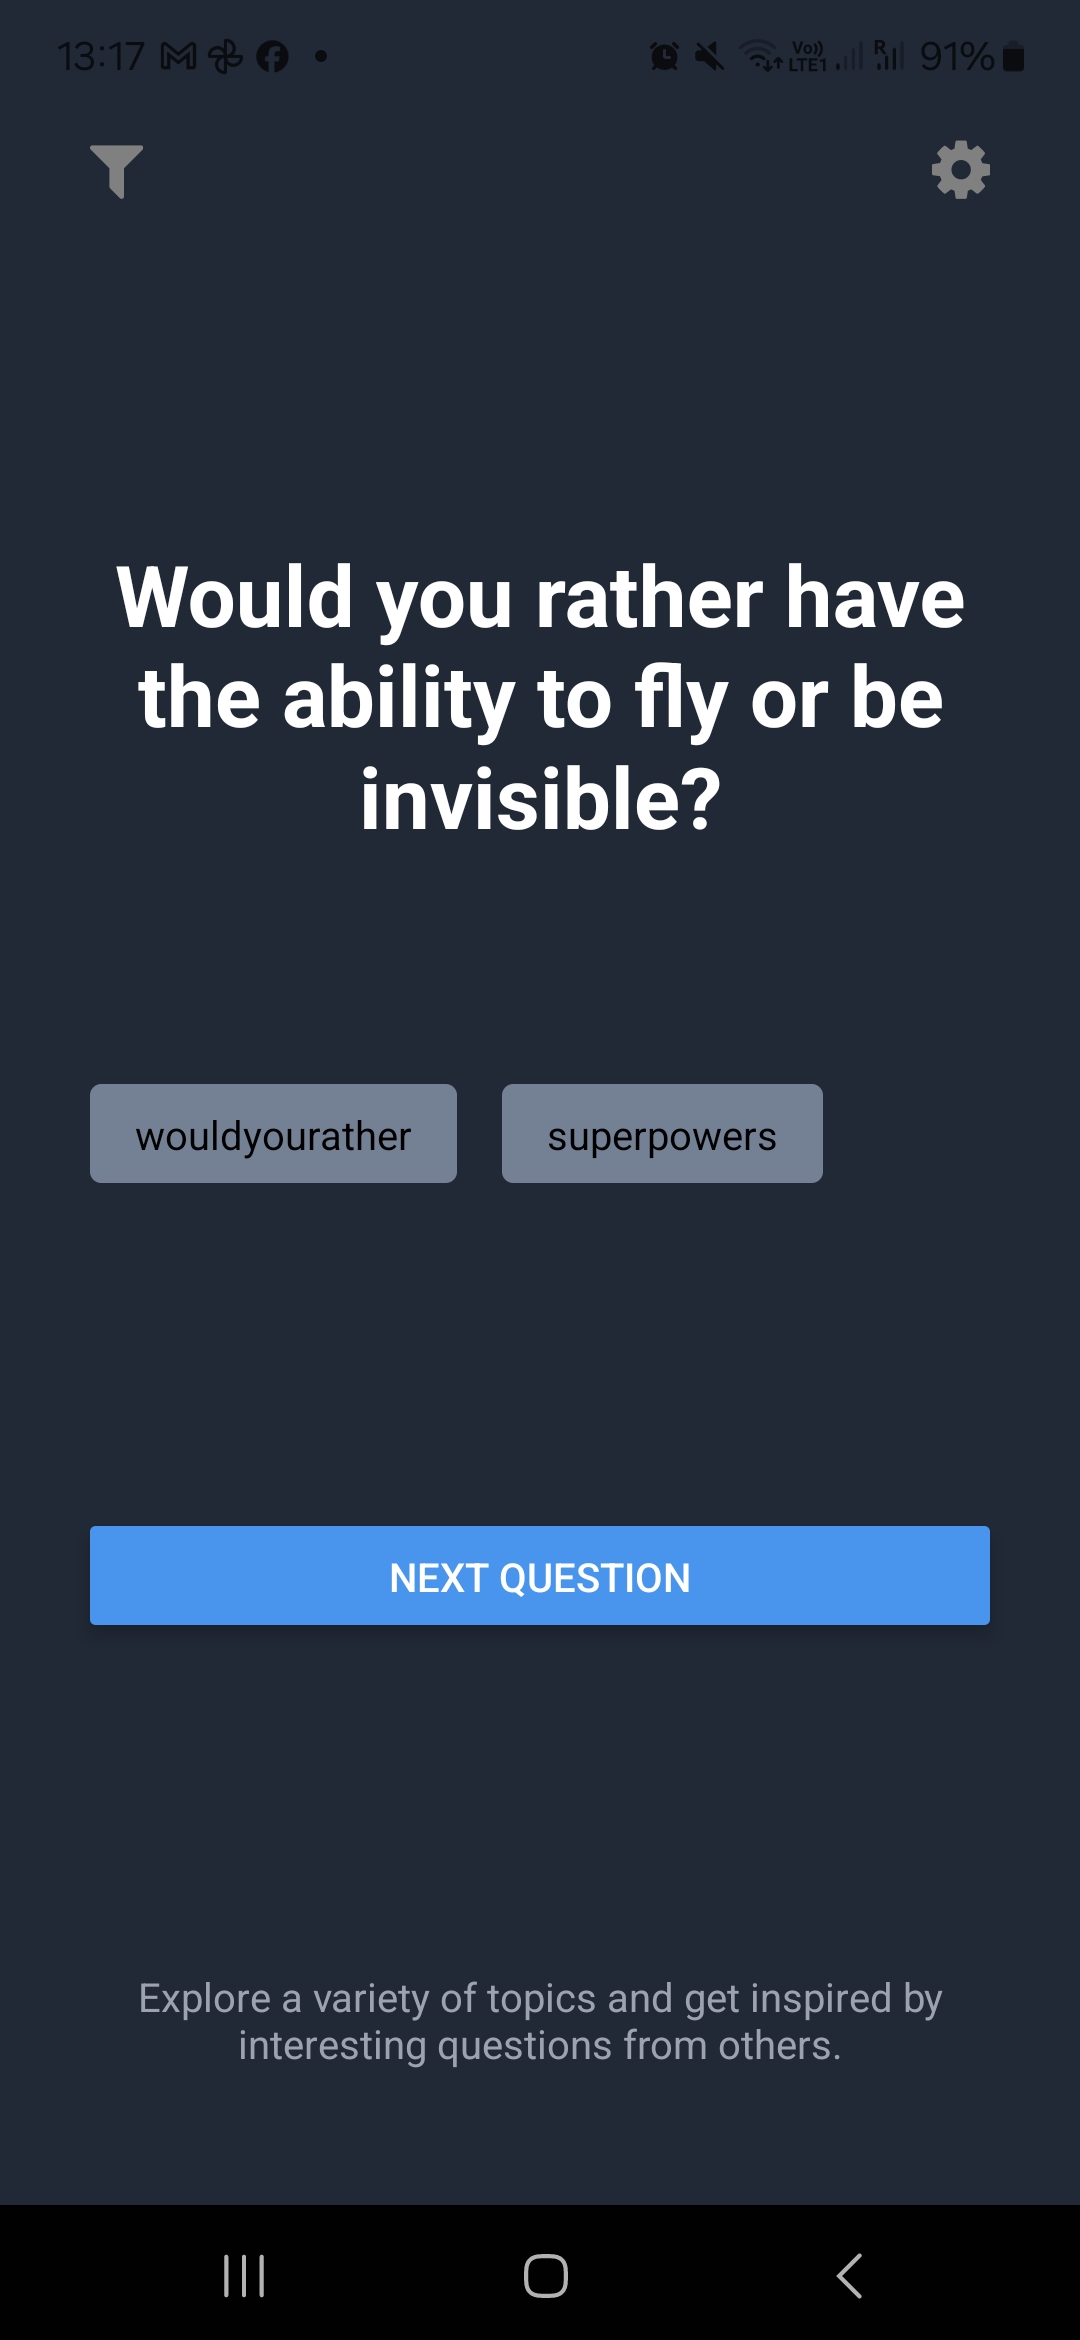 13:17
Vo))
LTE1
R
91%
Would you rather have
the ability to fly or be
invisible?
wouldyourather
superpowers
NEXT QUESTION
Explore a variety of topics and get inspired by
interesting questions from others.